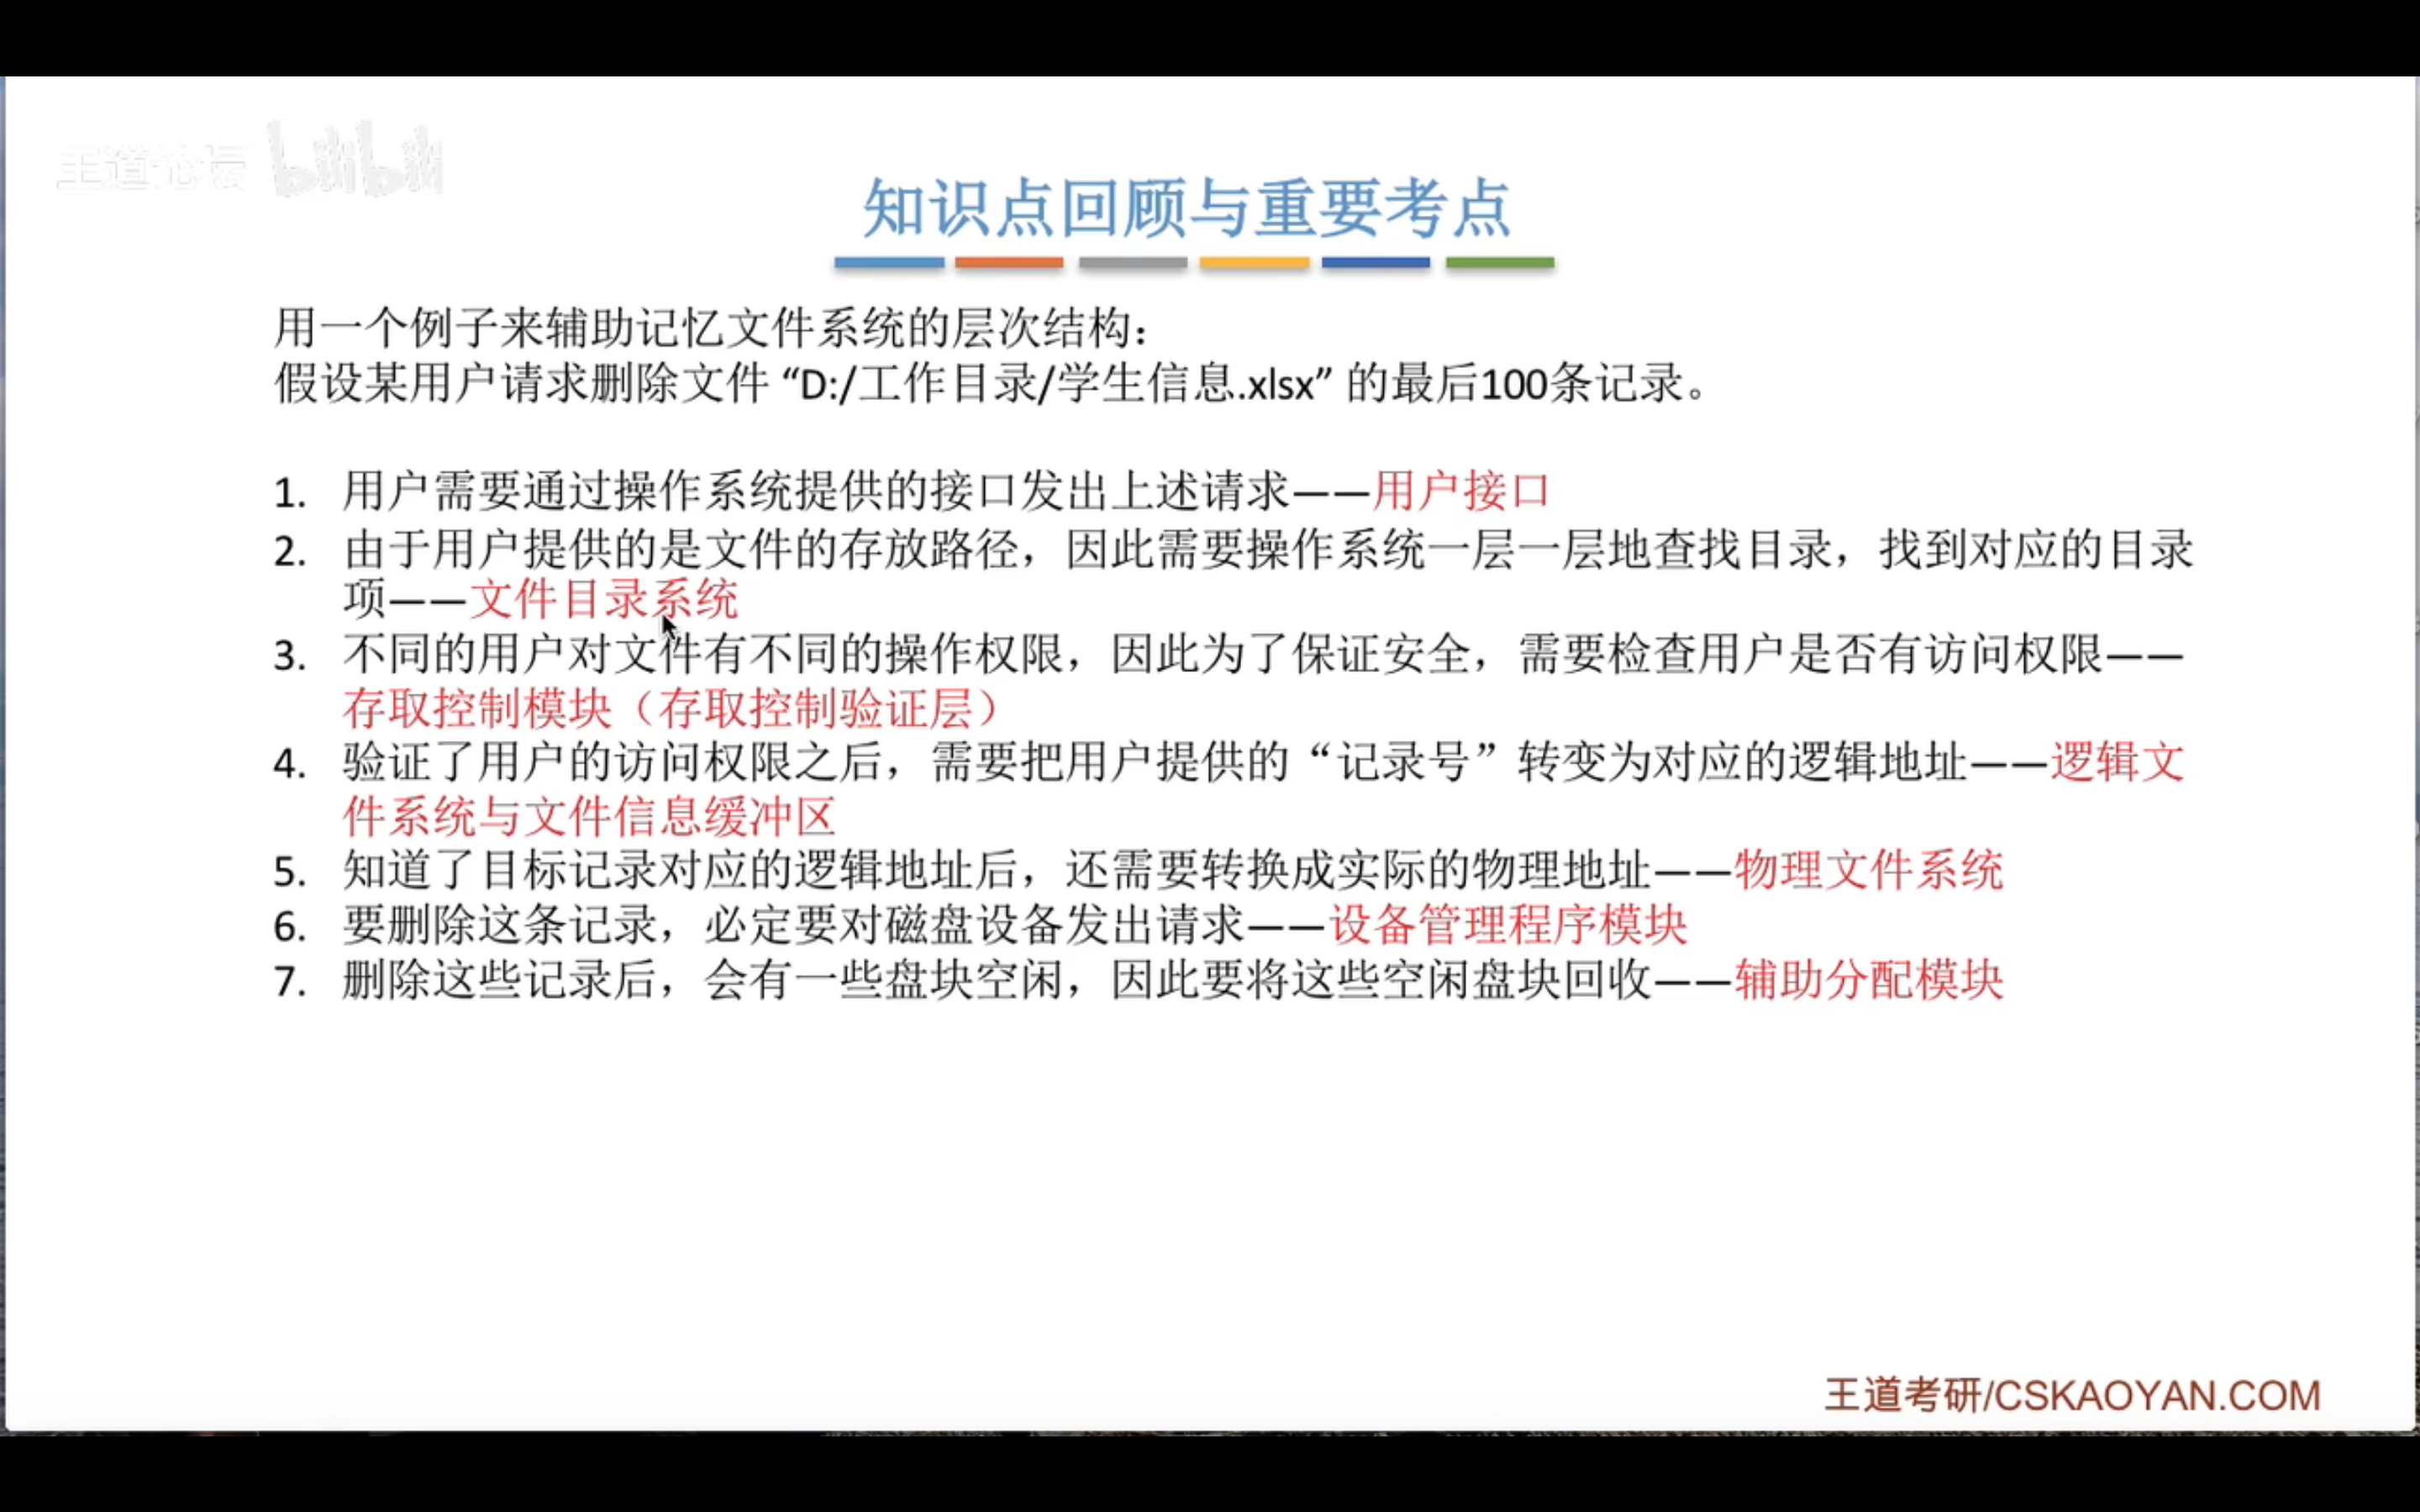 王道论坛 bilibili
知识点回顾与重要考点
用一个例子来辅助记忆文件系统的层次结构：
假设某用户请求删除文件 “D:/工作目录/学生信息.xlsx” 的最后100条记录。
1. 用户需要通过操作系统提供的接口发出上述请求——用户接口
2. 由于用户提供的是文件的存放路径，因此需要操作系统一层一层地查找目录，找到对应的目录
项——文件目录系统
3. 不同的用户对文件有不同的操作权限，因此为了保证安全，需要检查用户是否有访问权限——
存取控制模块（存取控制验证层）
4. 验证了用户的访问权限之后，需要把用户提供的“记录号”转变为对应的逻辑地址——逻辑文
件系统与文件信息缓冲区
5. 知道了目标记录对应的逻辑地址后，还需要转换成实际的物理地址——物理文件系统
6. 要删除这条记录，必定要对磁盘设备发出请求——设备管理程序模块
7. 删除这些记录后，会有一些盘块空闲，因此要将这些空闲盘块回收——辅助分配模块
王道考研/CSKAOYAN.COM